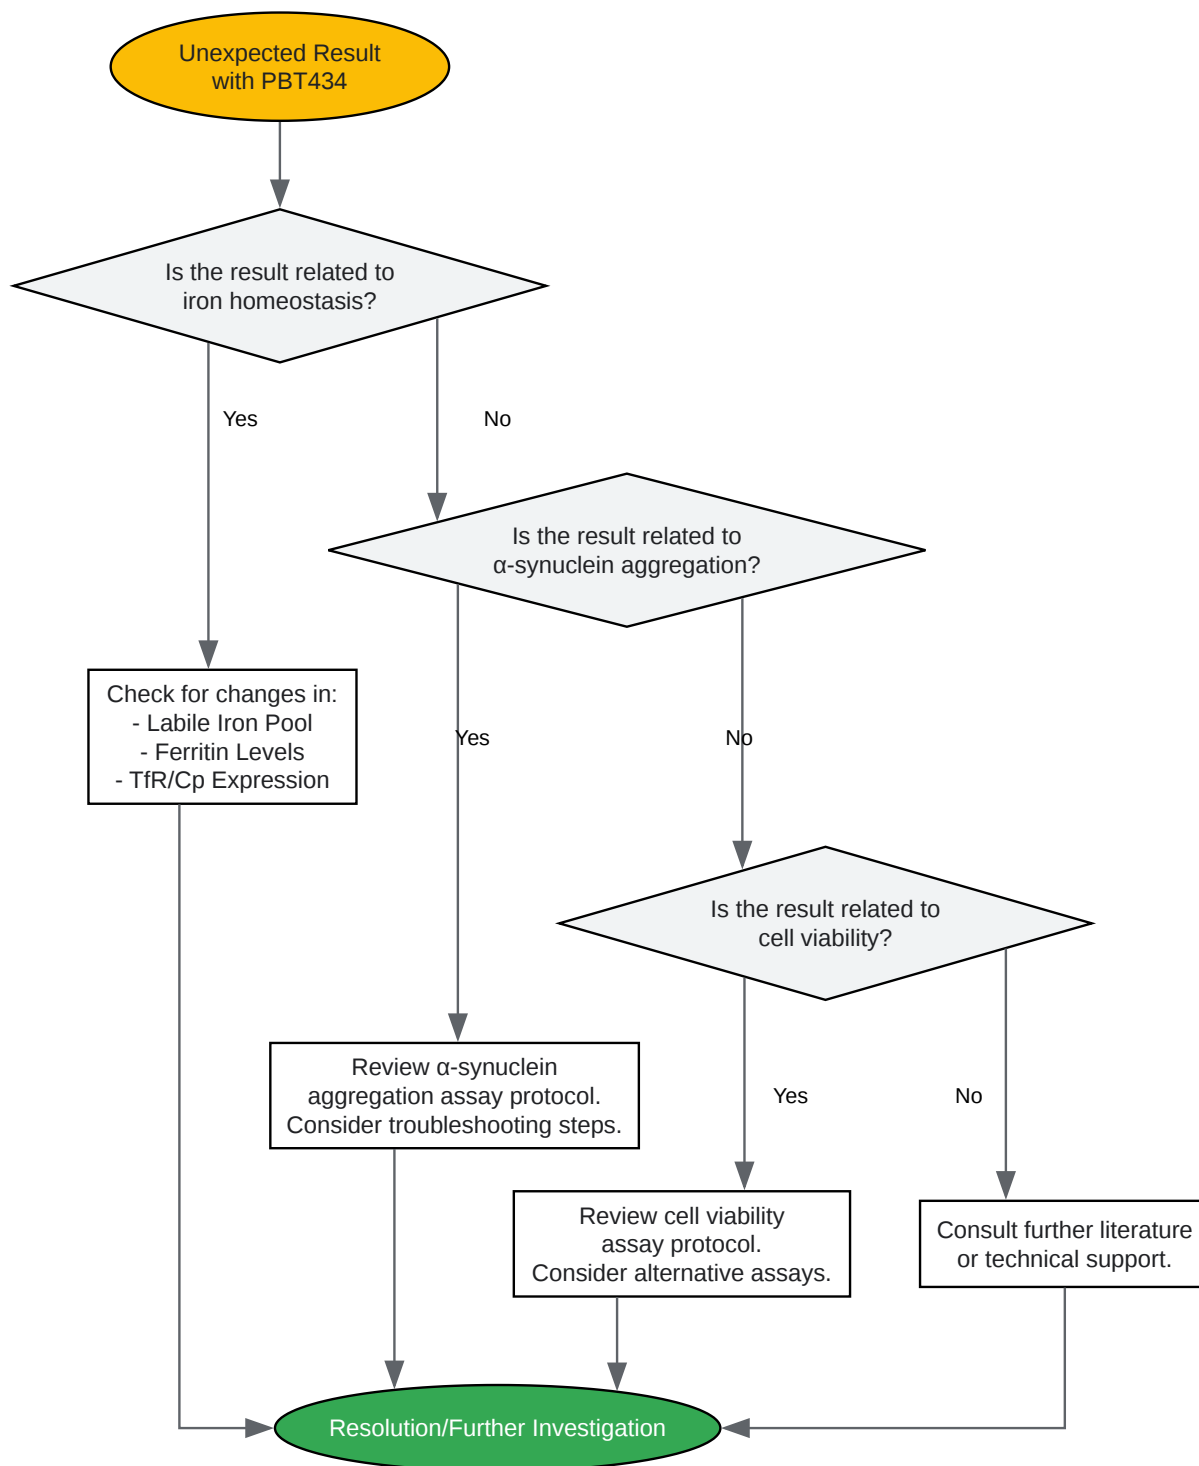 Unexpected Result
with PBT434
Is the result related to
iron homeostasis?
Yes
No
Is the result related to
α-synuclein aggregation?
Check for changes in:
- Labile Iron Pool
- Ferritin Levels
- TfR/Cp Expression
Yes
No
Is the result related to
cell viability?
Review α-synuclein
aggregation assay protocol.
Consider troubleshooting steps.
Yes
No
Review cell viability
assay protocol.
Consider alternative assays.
Consult further literature
or technical support.
Resolution/Further Investigation